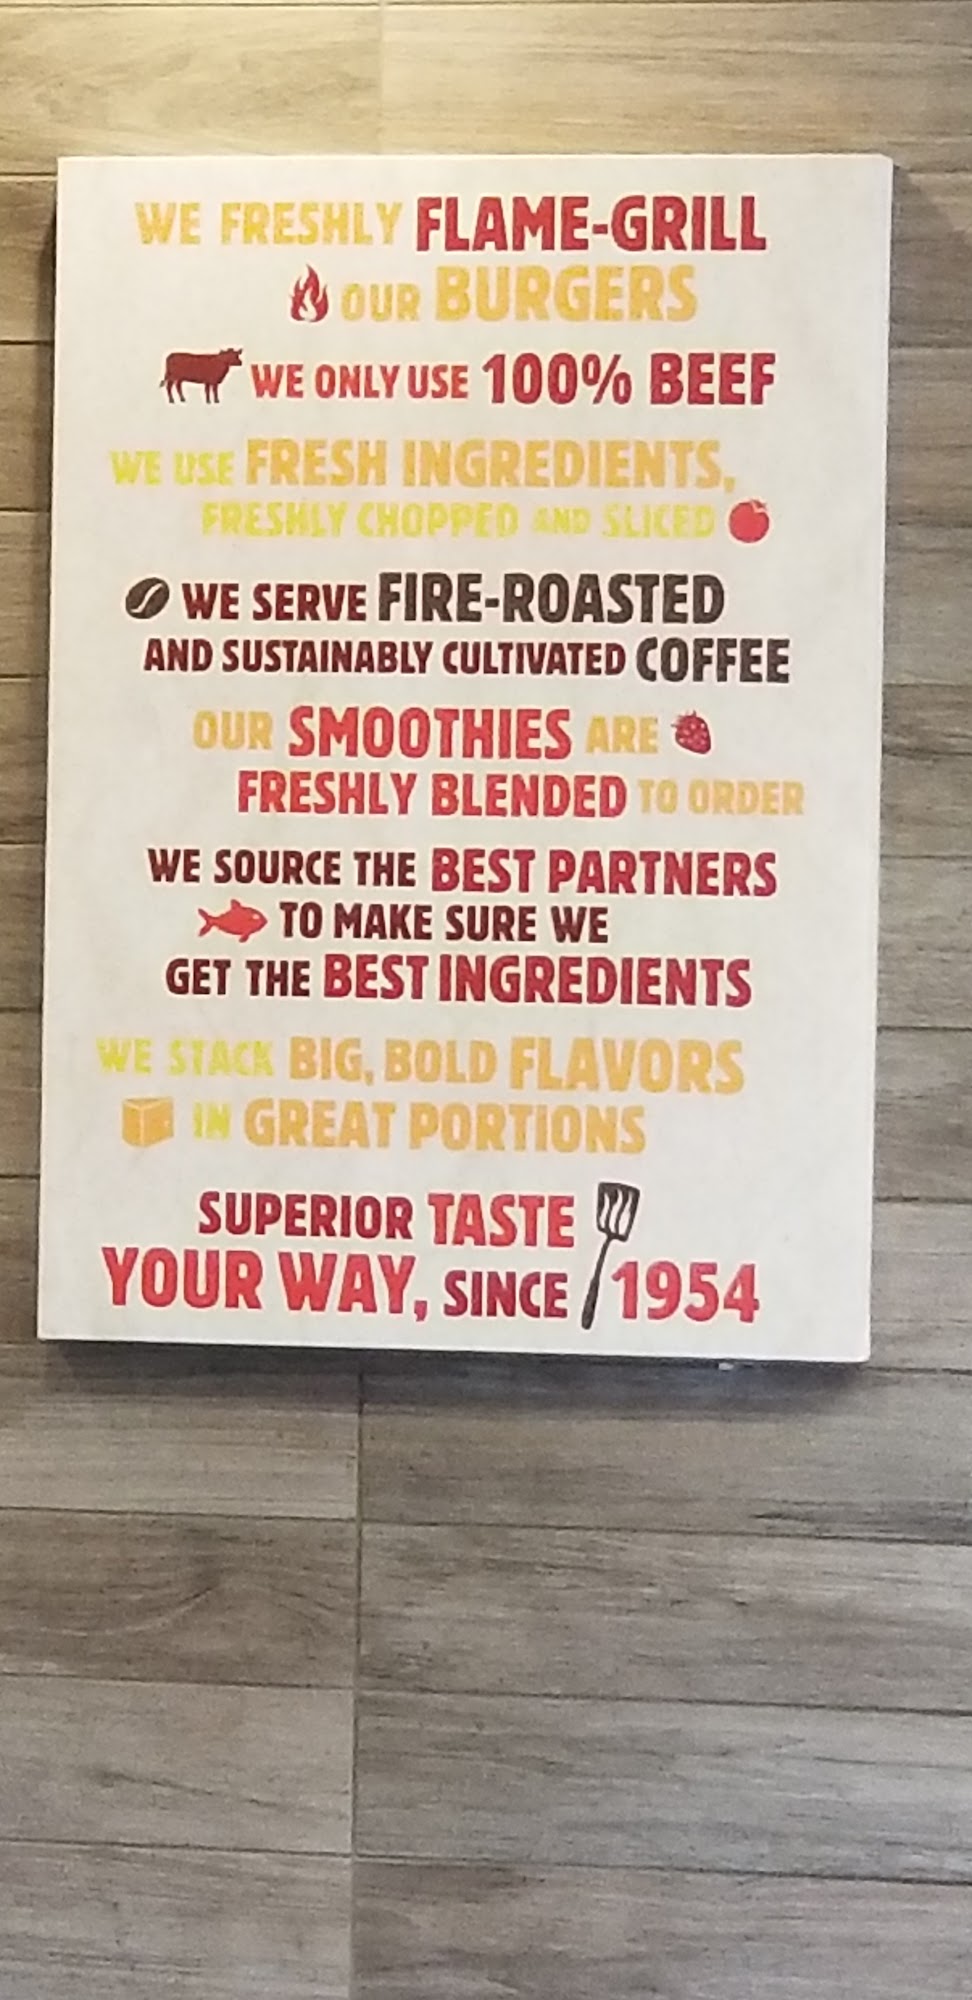 WE FRESHLY FLAME-GRILL
OUR BURGERS
WE ONLY USE 100% BEEF
WE USE FRESH INGREDIENTS,
FRESHLY CHOPPED AND SLICED
WE SERVE FIRE-ROASTED
AND SUSTAINABLY CULTIVATED COFFEE
OUR SMOOTHIES ARE
FRESHLY BLENDED TO ORDER
WE SOURCE THE BEST PARTNERS
TO MAKE SURE WE
GET THE BEST INGREDIENTS
WE STACK BIG, BOLD FLAVORS
IN GREAT PORTIONS
SUPERIOR TASTE
YOUR WAY, SINCE 1954